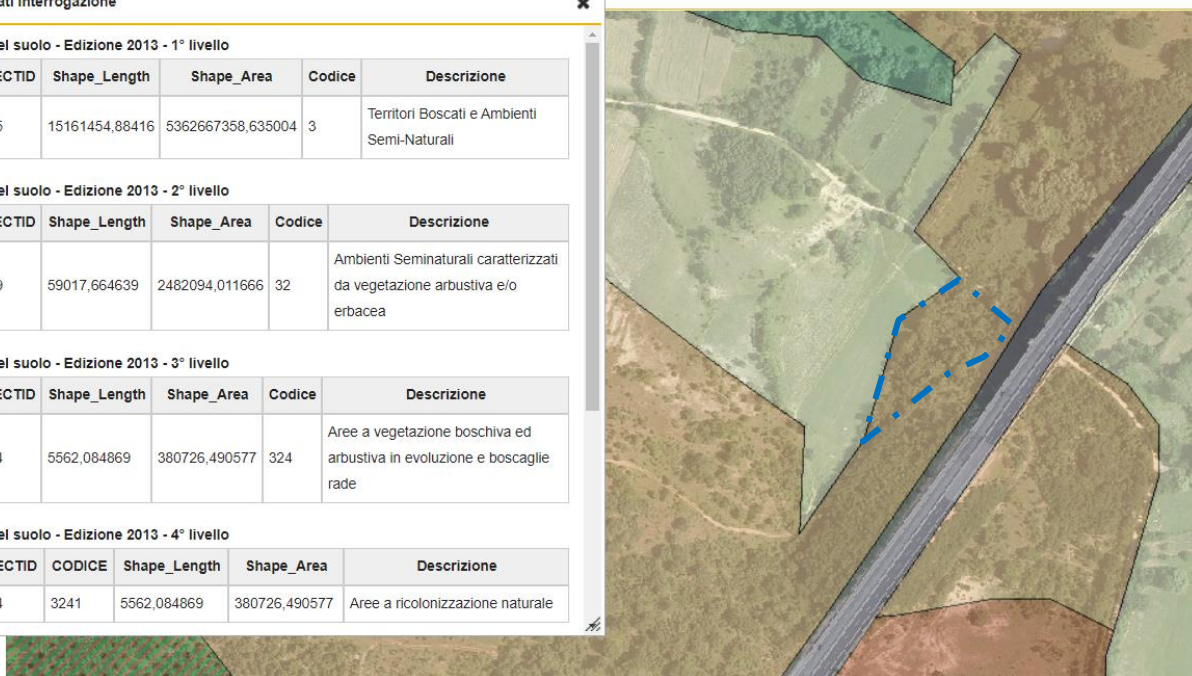 ati interrogazione
el suolo - Edizione 2013 - 1° livello
ECTID Shape_Length Shape_Area Codice Descrizione
5 15161454,88416 5362667358,635004 3 Territori Boscati e Ambienti
Semi-Naturali
el suolo - Edizione 2013 - 2° livello
ECTID Shape_Length Shape_Area Codice Descrizione
9 59017,664639 2482094,011666 32 Ambienti Seminaturali caratterizzati
da vegetazione arbustiva e/o
erbacea
el suolo - Edizione 2013 - 3° livello
ECTID Shape_Length Shape_Area Codice Descrizione
4 5562,084869 380726,490577 324 Aree a vegetazione boschiva ed
arbustiva in evoluzione e boscaglie
rade
el suolo - Edizione 2013 - 4° livello
ECTID CODICE Shape_Length Shape_Area Descrizione
4 3241 5562,084869 380726,490577 Aree a ricolonizzazione naturale